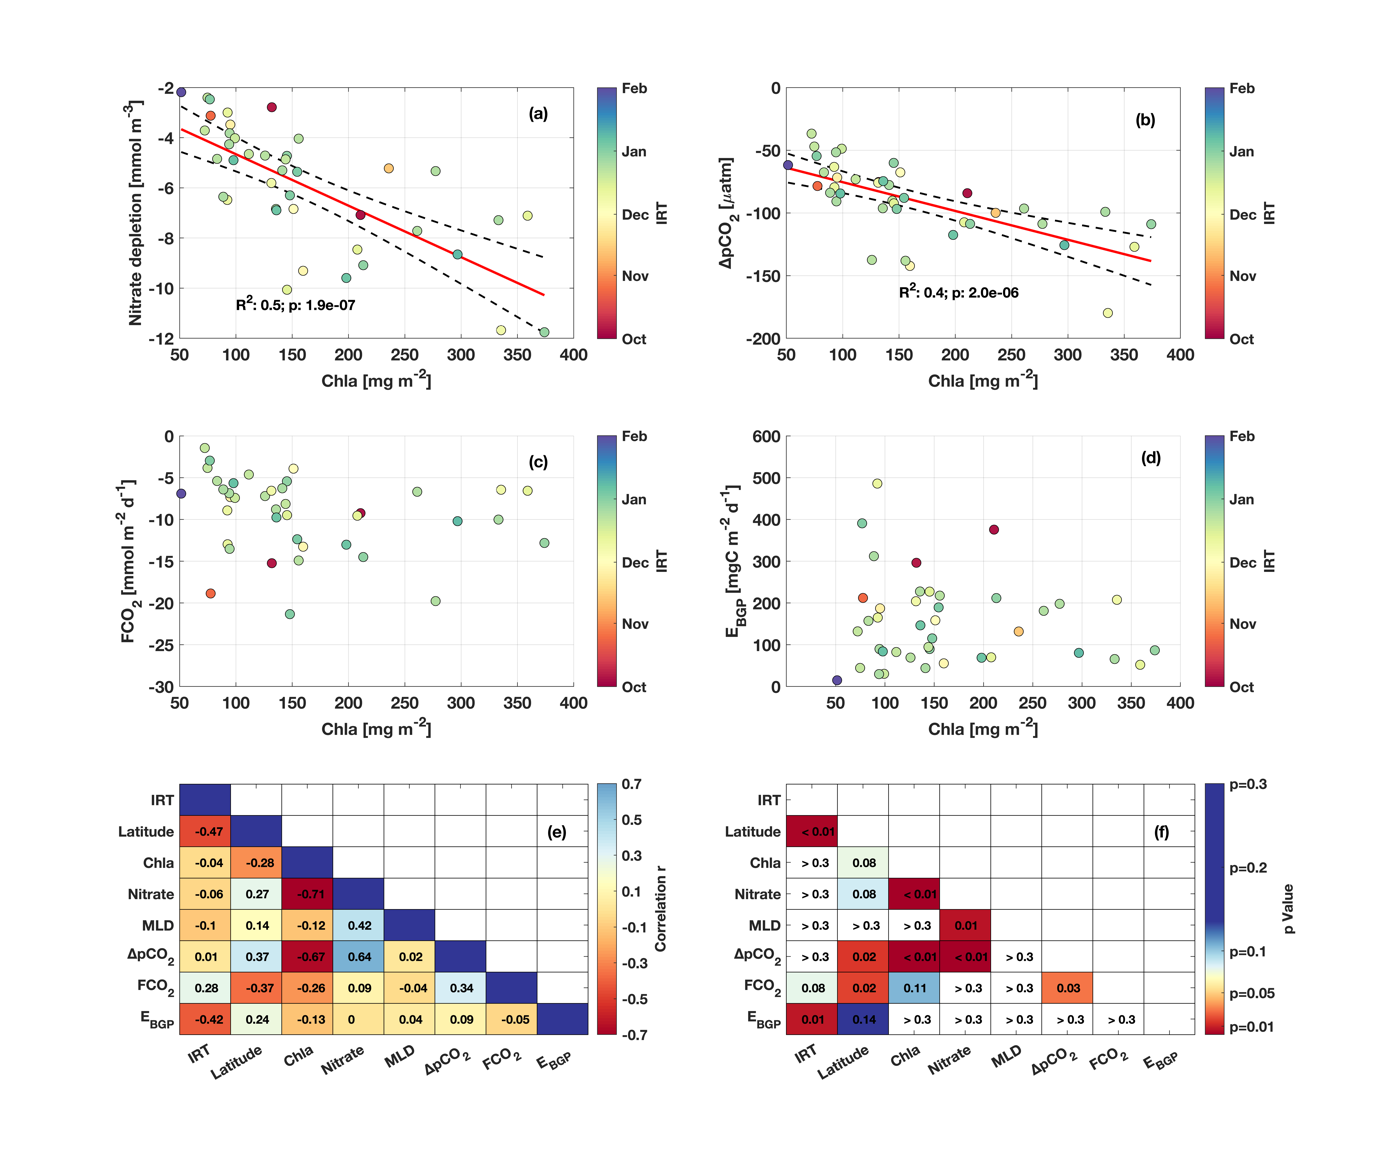 (a)
Nitrate depletion [mmol m-3]
-2
-4
-6
-8
-10
-12
R2: 0.5; p: 1.9e-07
50 100 150 200 250 300 350 400
Chla [mg m-2]
Feb
Jan
Dec
Nov
Oct
IRT
(b)
ΔpCO2 [μatm]
0
-50
-100
-150
-200
R2: 0.4; p: 2.0e-06
50 100 150 200 250 300 350 400
Chla [mg m-2]
Feb
Jan
Dec
Nov
Oct
IRT
(c)
FCO2 [mmol m-2 d-1]
0
-5
-10
-15
-20
-25
-30
50 100 150 200 250 300 350 400
Chla [mg m-2]
Feb
Jan
Dec
Nov
Oct
IRT
(d)
EBGP [mgC m-2 d-1]
600
500
400
300
200
100
0
50 100 150 200 250 300 350 400
Chla [mg m-2]
Feb
Jan
Dec
Nov
Oct
IRT
(e)
IRT
Latitude -0.47
Chla -0.04 -0.28
Nitrate -0.06 0.27 -0.71
MLD -0.1 0.14 -0.12 0.42
ΔpCO2 0.01 0.37 -0.67 0.64 0.02
FCO2 0.28 -0.37 -0.26 0.09 -0.04 0.34
EBGP -0.42 0.24 -0.13 0 0.04 0.09 -0.05
IRT Latitude Chla Nitrate MLD ΔpCO2 FCO2 EBGP
0.7
0.5
0.3
0.1
-0.1
-0.3
-0.5
-0.7
Correlation r
(f)
IRT
Latitude < 0.01
Chla > 0.3 0.08
Nitrate > 0.3 0.08 < 0.01
MLD > 0.3 > 0.3 > 0.3 0.01
ΔpCO2 > 0.3 0.02 < 0.01 < 0.01 > 0.3
FCO2 0.08 0.02 0.11 > 0.3 > 0.3 0.03
EBGP 0.01 0.14 > 0.3 > 0.3 > 0.3 > 0.3 > 0.3
IRT Latitude Chla Nitrate MLD ΔpCO2 FCO2 EBGP
p=0.3
p=0.2
p=0.1
p=0.05
p=0.01
p Value